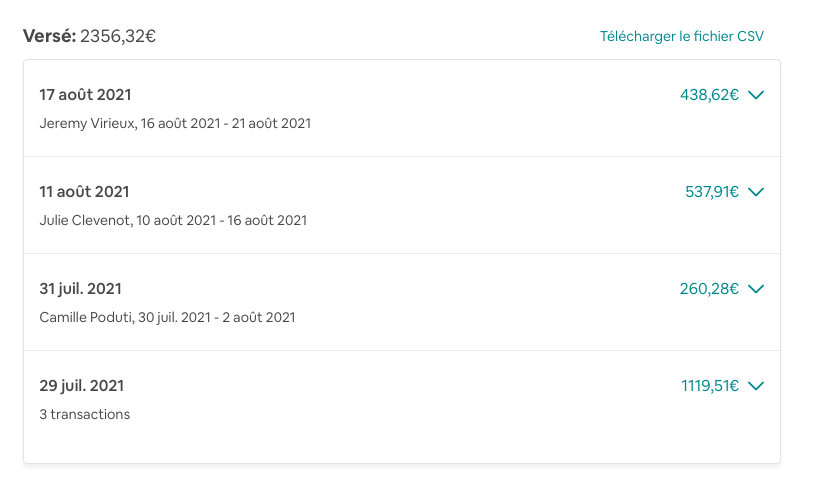 Versé: 2356,32€ Télécharger le fichier CSV
17 août 2021 438,62€
Jeremy Virieux, 16 août 2021 - 21 août 2021
11 août 2021 537,91€
Julie Clevenot, 10 août 2021 - 16 août 2021
31 juil. 2021 260,28€
Camille Poduti, 30 juil. 2021 - 2 août 2021
29 juil. 2021 1119,51€
3 transactions